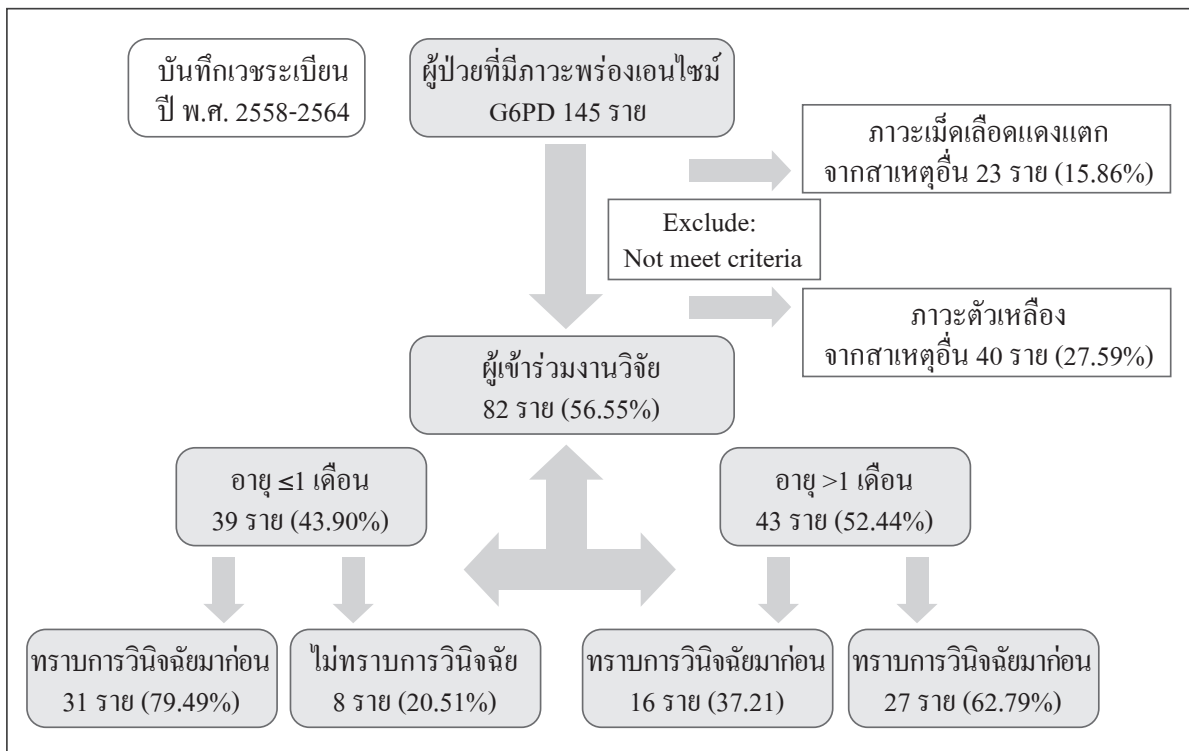 บันทึกเวชระเบียน
ปี พ.ศ. 2558-2564
ผู้ป่วยที่มีภาวะพร่องเอนไซม์
G6PD 145 ราย
ภาวะเม็ดเลือดแดงแตก
จากสาเหตุอื่น 23 ราย (15.86%)
Exclude:
Not meet criteria
ภาวะตัวเหลือง
จากสาเหตุอื่น 40 ราย (27.59%)
ผู้เข้าร่วมงานวิจัย
82 ราย (56.55%)
อายุ ≤1 เดือน
39 ราย (43.90%)
อายุ >1 เดือน
43 ราย (52.44%)
ทราบการวินิจฉัยมาก่อน
31 ราย (79.49%)
ไม่ทราบการวินิจฉัย
8 ราย (20.51%)
ทราบการวินิจฉัยมาก่อน
16 ราย (37.21)
ทราบการวินิจฉัยมาก่อน
27 ราย (62.79%)